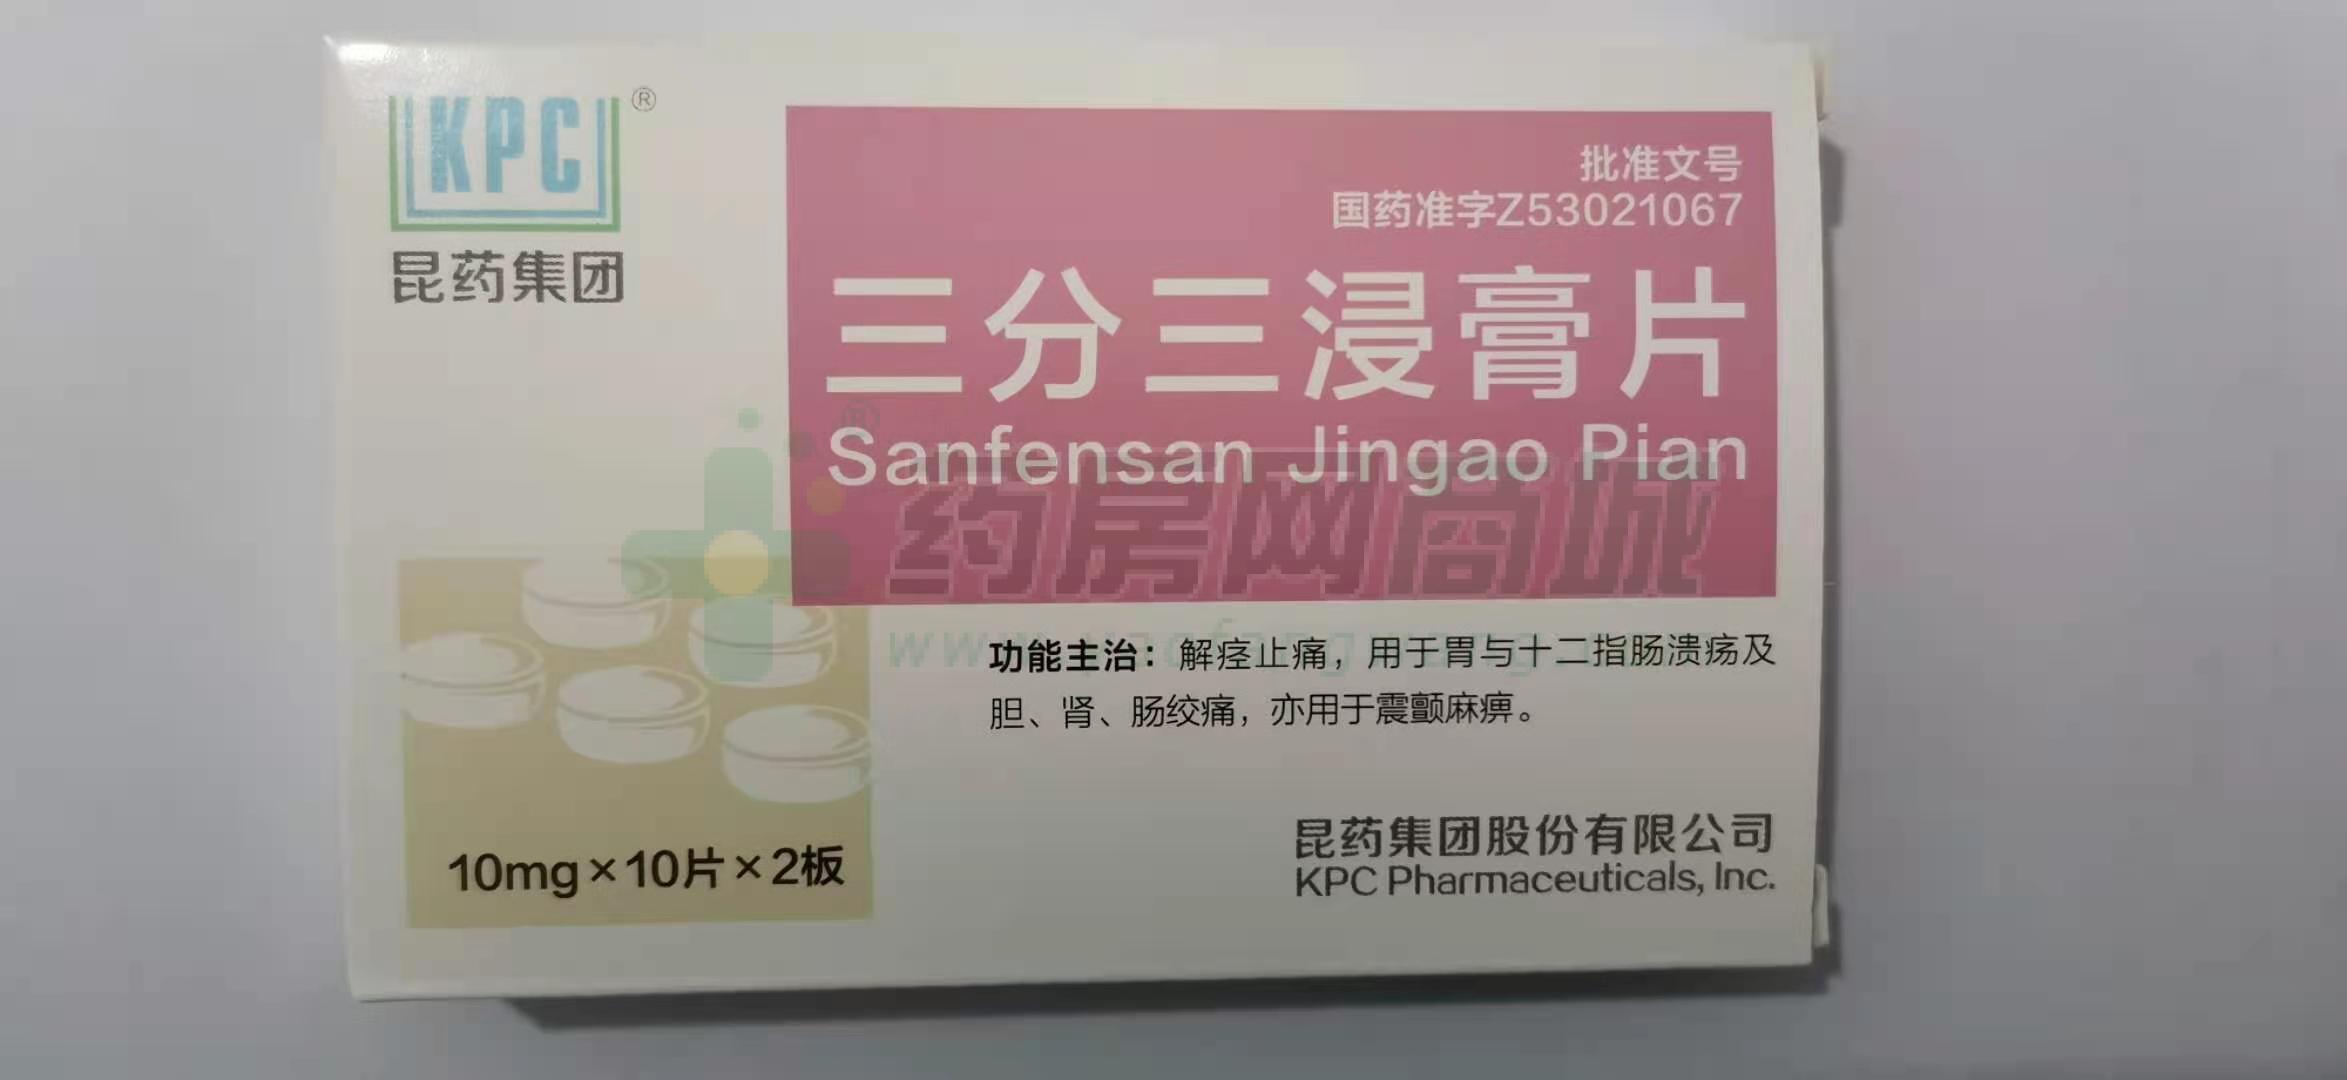 KPC®
昆药集团
批准文号
国药准字Z53021067
三分三浸膏片
Sanfensan Jingao Pian
药房网商城
www.yaofangwang.com
功能主治：解痉止痛，用于胃与十二指肠溃疡及
胆、肾、肠绞痛，亦用于震颤麻痹。
10mg×10片×2板
昆药集团股份有限公司
KPC Pharmaceuticals, Inc.